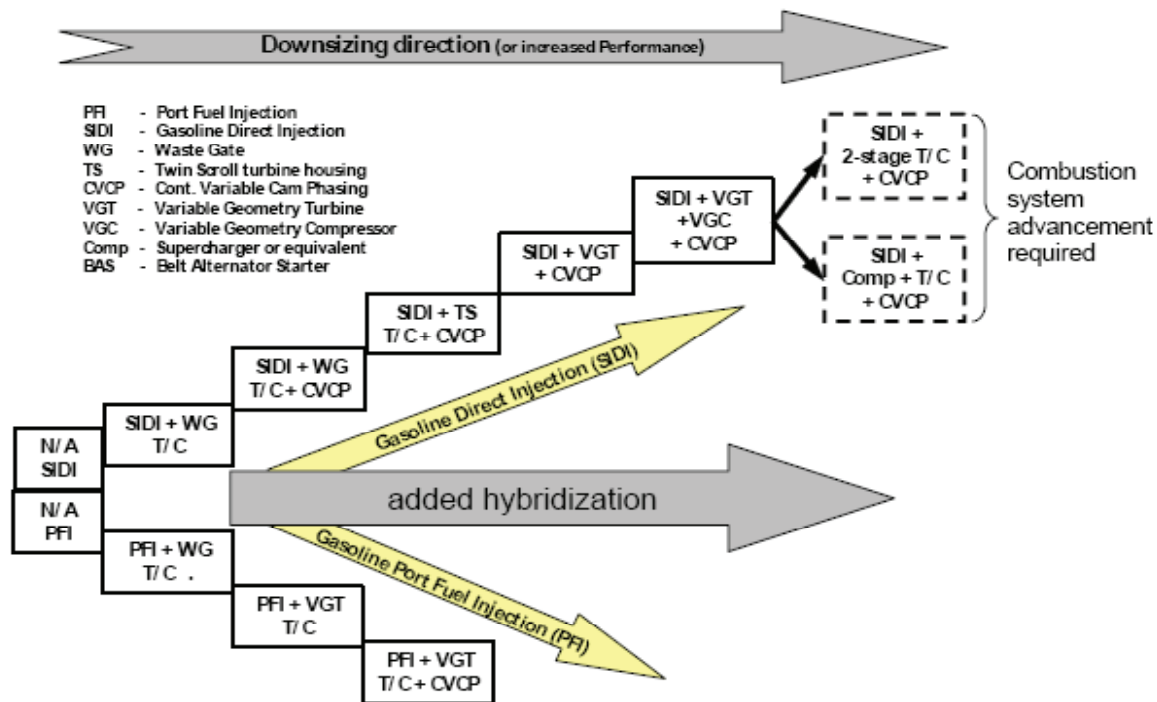 Downsizing direction (or increased Performance)
PFI - Port Fuel Injection
SIDI - Gasoline Direct Injection
WG - Waste Gate
TS - Twin Scroll turbine housing
CVCP - Cont. Variable Cam Phasing
VGT - Variable Geometry Turbine
VGC - Variable Geometry Compressor
Comp - Supercharger or equivalent
BAS - Belt Alternator Starter
SIDI +
2-stage T/C
+ CVCP
Combustion
system
advancement
required
SIDI + VGT
+VGC
+ CVCP
SIDI + VGT
+ CVCP
SIDI +
Comp + T/C
+ CVCP
SIDI + TS
T/C + CVCP
SIDI + WG
T/C + CVCP
SIDI + WG
T/C
N/A
SIDI
Gasoline Direct Injection (SIDI)
added hybridization
N/A
PFI
PFI + WG
T/C .
Gasoline Port Fuel Injection (PFI)
PFI + VGT
T/C
PFI + VGT
T/C + CVCP